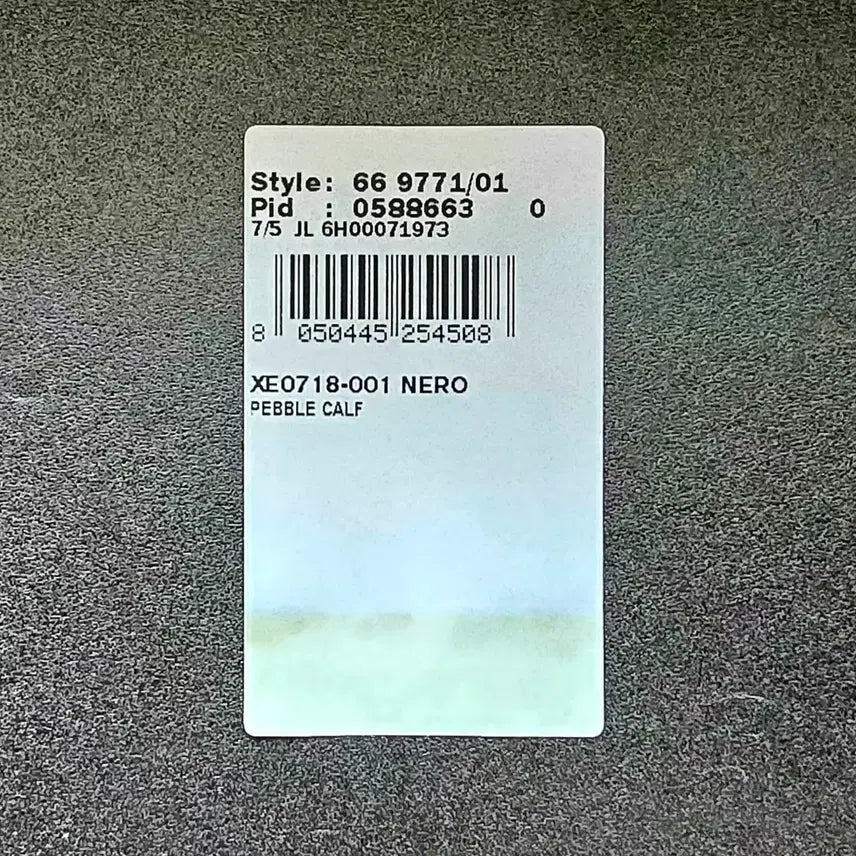 Style: 66 9771/01
Pid : 0588663 0
7/5 JL 6H00071973
8 050445 254508
XE0718-001 NERO
PEBBLE CALF